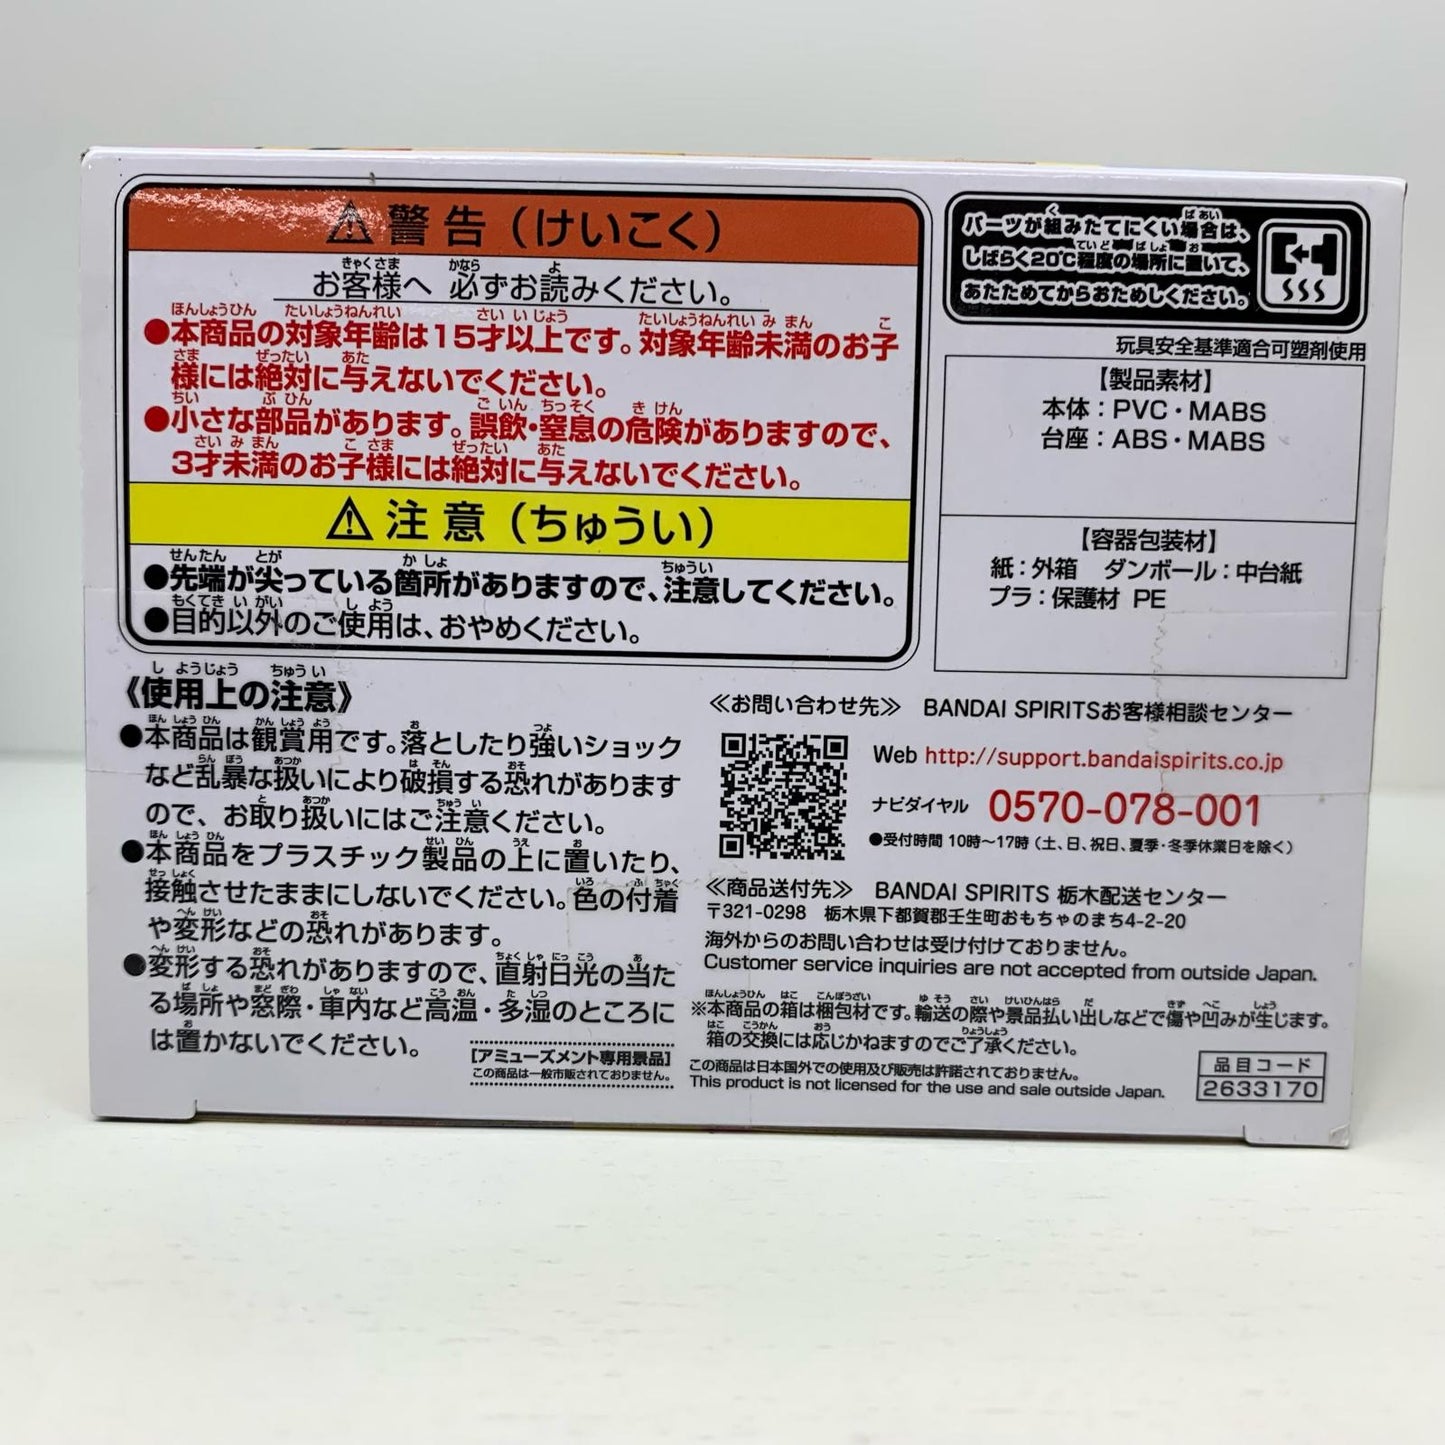 ⚠警告（けいこく）
お客様へ 必ずお読みください。
●本商品の対象年齢は15才以上です。対象年齢未満のお子
様には絶対に与えないでください。
●小さな部品があります。誤飲・窒息の危険がありますので、
3才未満のお子様には絶対に与えないでください。
⚠注意（ちゅうい）
●先端が尖っている箇所がありますので、注意してください。
●目的以外のご使用は、おやめください。
《使用上の注意》
●本商品は観賞用です。落としたり強いショック
など乱暴な扱いにより破損する恐れがあります
ので、お取り扱いにはご注意ください。
●本商品をプラスチック製品の上に置いたり、
接触させたままにしないでください。色の付着
や変形などの恐れがあります。
●変形する恐れがありますので、直射日光の当た
る場所や窓際・車内など高温・多湿のところに
は置かないでください。
[アミューズメント専用景品]
この商品は一般市販されておりません。
パーツが組みたてにくい場合は、
しばらく20℃程度の場所に置いて、
あたためてからおためしください。
玩具安全基準適合可塑剤使用
【製品素材】
本体：PVC・MABS
台座：ABS・MABS
【容器包装材】
紙：外箱 ダンボール：中台紙
プラ：保護材 PE
≪お問い合わせ先≫ BANDAI SPIRITSお客様相談センター
Web http://support.bandaispirits.co.jp
ナビダイヤル 0570-078-001
●受付時間 10時～17時（土、日、祝日、夏季・冬季休業日を除く）
≪商品送付先≫ BANDAI SPIRITS 栃木配送センター
〒321-0298 栃木県下都賀郡壬生町おもちゃのまち4-2-20
海外からのお問い合わせは受け付けておりません。
Customer service inquiries are not accepted from outside Japan.
※本商品の箱は梱包材です。輸送の際や景品払い出しなどで傷や凹みが生じます。
箱の交換には応じかねますのでご了承ください。
この商品は日本国外での使用及び販売は許諾されておりません。
This product is not licensed for the use and sale outside Japan.
品目コード
2633170